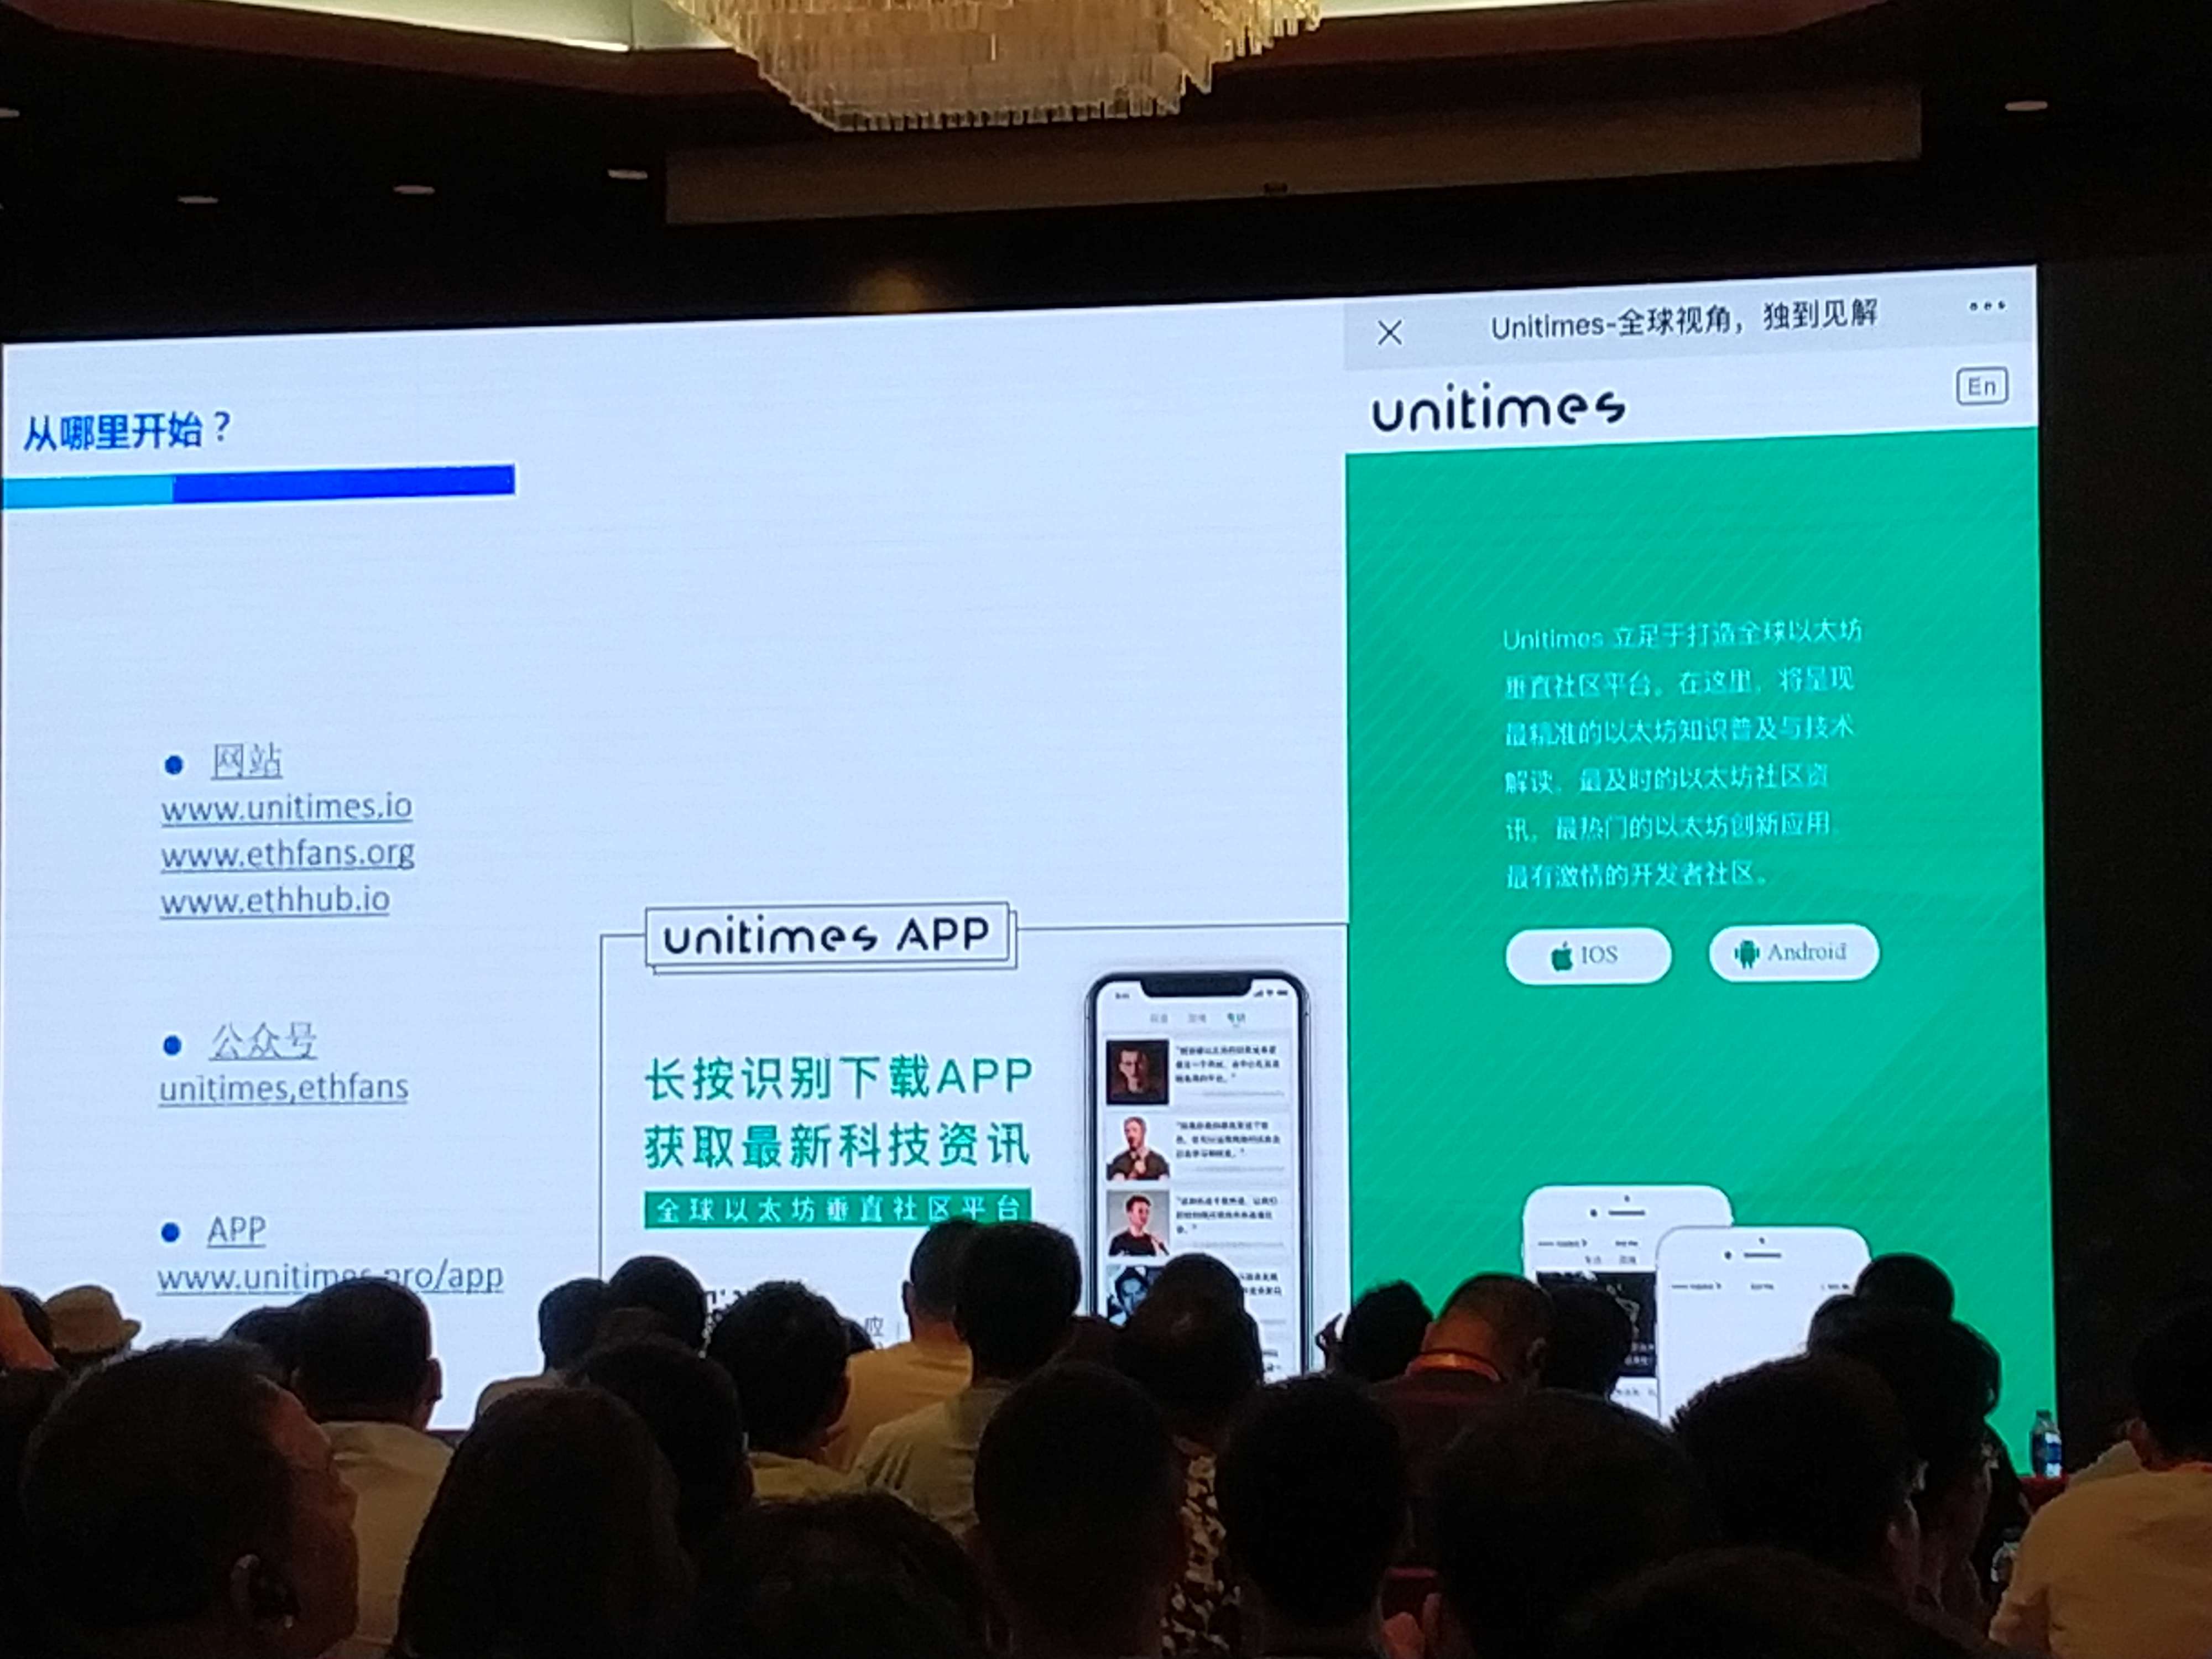 从哪里开始？
网站
www.unitimes.io
www.ethfans.org
www.ethhub.io
公众号
unitimes,ethfans
APP
www.unitimes.pro/app
unitimes APP
长按识别下载APP
获取最新科技资讯
全球以太坊垂直社区平台
应
Unitimes-全球视角，独到见解
unitimes
En
Unitimes 立足于打造全球以太坊
垂直社区平台。在这里，将呈现
最精准的以太坊知识普及与技术
解读，最及时的以太坊社区资
讯，最热门的以太坊创新应用，
最有激情的开发者社区。
IOS
Android